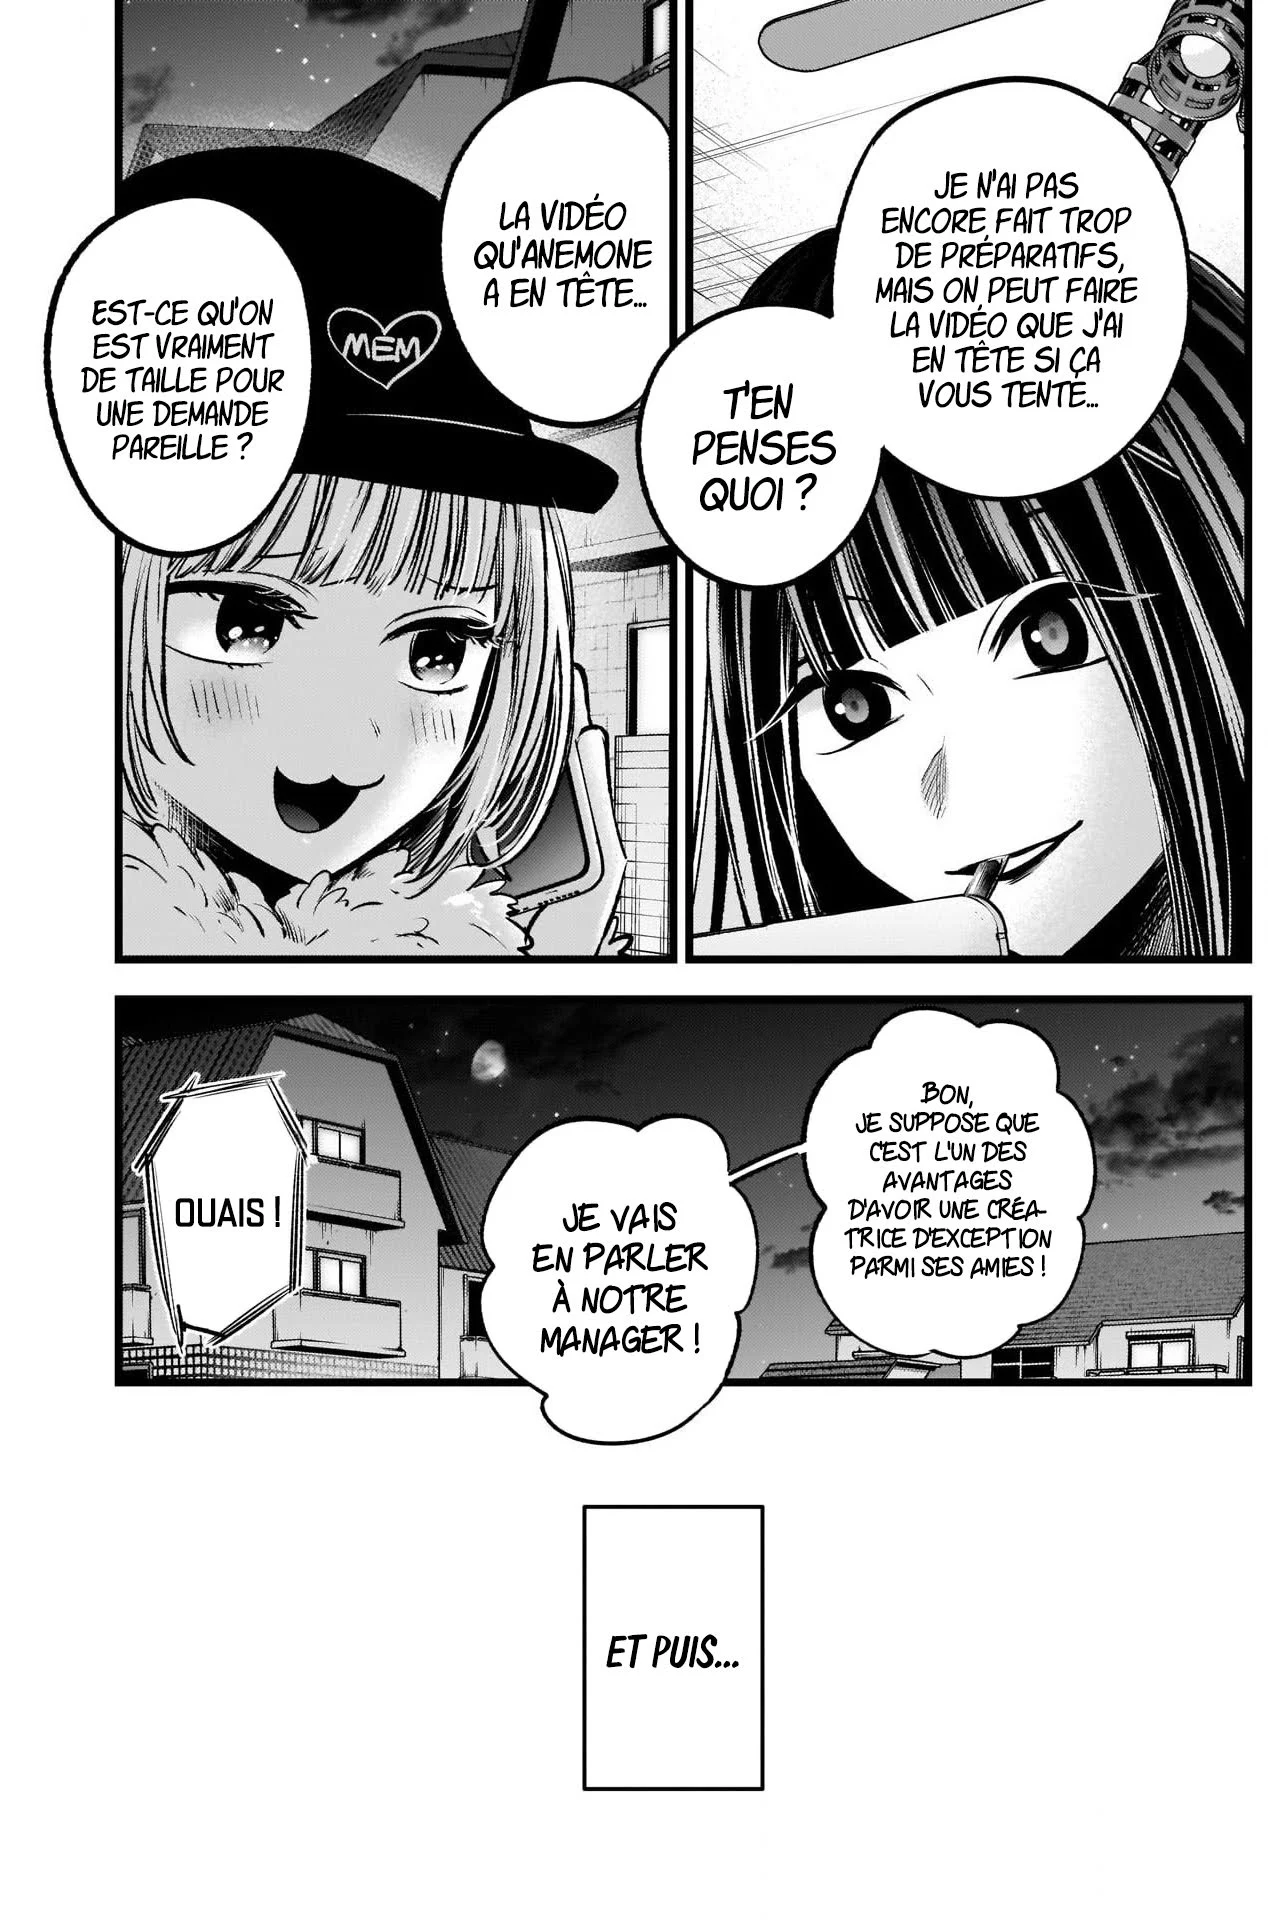 JE N'AI PAS
ENCORE FAIT TROP
DE PRÉPARATIFS,
MAIS ON PEUT FAIRE
LA VIDÉO QUE J'AI
EN TÊTE SI ÇA
VOUS TENTE...
T'EN
PENSES
QUOI ?
LA VIDÉO
QU'ANEMONE
A EN TÊTE...
EST-CE QU'ON
EST VRAIMENT
DE TAILLE POUR
UNE DEMANDE
PAREILLE ?
MEM
BON,
JE SUPPOSE QUE
C'EST L'UN DES
AVANTAGES
D'AVOIR UNE CRÉA-
TRICE D'EXCEPTION
PARMI SES AMIES !
JE VAIS
EN PARLER
À NOTRE
MANAGER !
OUAIS !
ET PUIS...